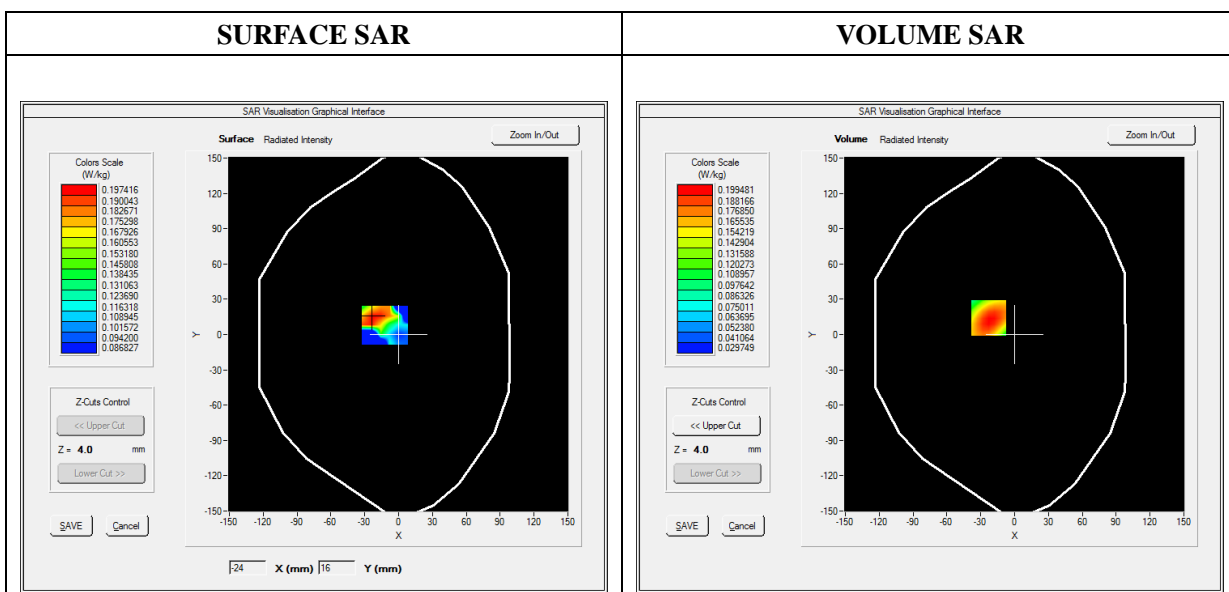 SURFACE SAR
VOLUME SAR
SAR Visualisation Graphical Interface
Surface Radiated Intensity
Zoom In/Out
Colors Scale
(W/kg)
0.197416
0.190043
0.182671
0.175298
0.167926
0.160553
0.153180
0.145808
0.138435
0.131063
0.123690
0.116318
0.108945
0.101572
0.094200
0.086827
Z-Cuts Control
<< Upper Cut
Z = 4.0 mm
Lower Cut >>
SAVE Cancel
150
120
90
60
30
0
-30
-60
-90
-120
-150
Y
-150 -120 -90 -60 -30 0 30 60 90 120 150
X
-24 X (mm) 16 Y (mm)
SAR Visualisation Graphical Interface
Volume Radiated Intensity
Zoom In/Out
Colors Scale
(W/kg)
0.199481
0.188166
0.176850
0.165535
0.154219
0.142904
0.131588
0.120273
0.108957
0.097642
0.086326
0.075011
0.063695
0.052380
0.041064
0.029749
Z-Cuts Control
<< Upper Cut
Z = 4.0 mm
Lower Cut >>
SAVE Cancel
150
120
90
60
30
0
-30
-60
-90
-120
-150
Y
-150 -120 -90 -60 -30 0 30 60 90 120 150
X